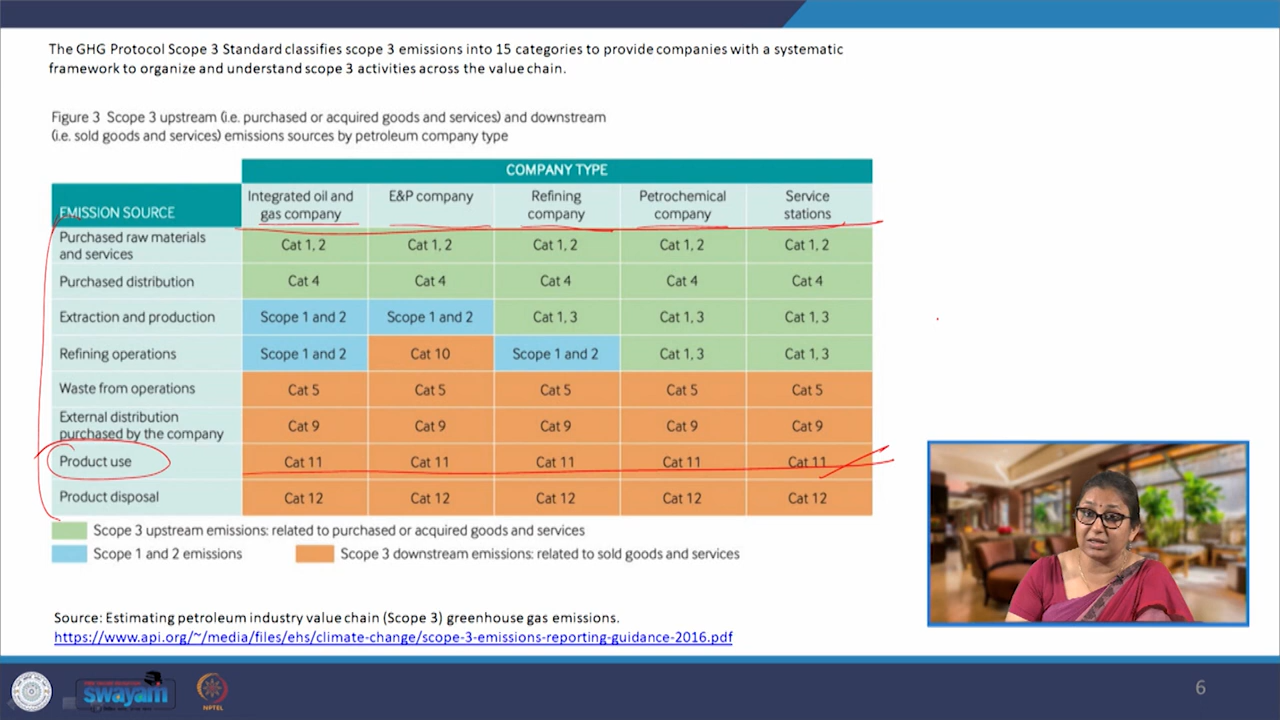 The GHG Protocol Scope 3 Standard classifies scope 3 emissions into 15 categories to provide companies with a systematic
framework to organize and understand scope 3 activities across the value chain.
Figure 3 Scope 3 upstream (i.e. purchased or acquired goods and services) and downstream
(i.e. sold goods and services) emissions sources by petroleum company type
COMPANY TYPE
EMISSION SOURCE
Integrated oil and
gas company
E&P company
Refining
company
Petrochemical
company
Service
stations
Purchased raw materials
and services
Cat 1, 2 Cat 1, 2 Cat 1, 2 Cat 1, 2 Cat 1, 2
Purchased distribution Cat 4 Cat 4 Cat 4 Cat 4 Cat 4
Extraction and production Scope 1 and 2 Scope 1 and 2 Cat 1, 3 Cat 1, 3 Cat 1, 3
Refining operations Scope 1 and 2 Cat 10 Scope 1 and 2 Cat 1, 3 Cat 1, 3
Waste from operations Cat 5 Cat 5 Cat 5 Cat 5 Cat 5
External distribution
purchased by the company
Cat 9 Cat 9 Cat 9 Cat 9 Cat 9
Product use Cat 11 Cat 11 Cat 11 Cat 11 Cat 11
Product disposal Cat 12 Cat 12 Cat 12 Cat 12 Cat 12
Scope 3 upstream emissions: related to purchased or acquired goods and services
Scope 1 and 2 emissions Scope 3 downstream emissions: related to sold goods and services
Source: Estimating petroleum industry value chain (Scope 3) greenhouse gas emissions.
https://www.api.org/~/media/files/ehs/climate-change/scope-3-emissions-reporting-guidance-2016.pdf
swayam
NPTEL
6